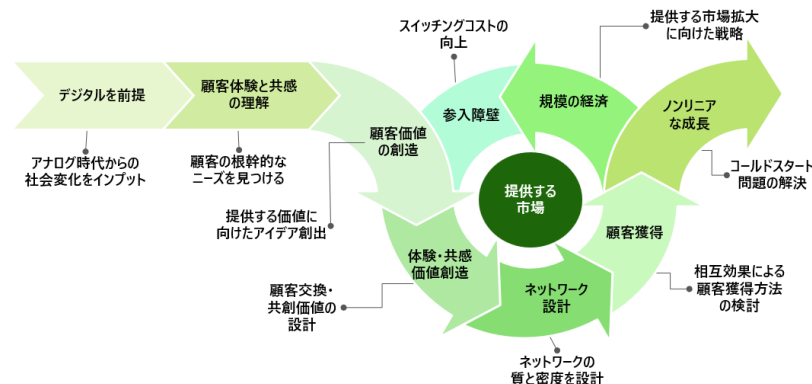 デジタルを前提
アナログ時代からの
社会変化をインプット
顧客体験と共感
の理解
顧客の根幹的な
ニーズを見つける
顧客価値
の創造
提供する価値に
向けたアイデア創出
体験・共感
価値創造
顧客交換・
共創価値の
設計
ネットワーク
設計
ネットワークの
質と密度を設計
顧客獲得
相互効果による
顧客獲得方法
の検討
規模の経済
提供する市場拡大
に向けた戦略
参入障壁
スイッチングコストの
向上
ノンリニア
な成長
コールドスタート
問題の解決
提供する
市場